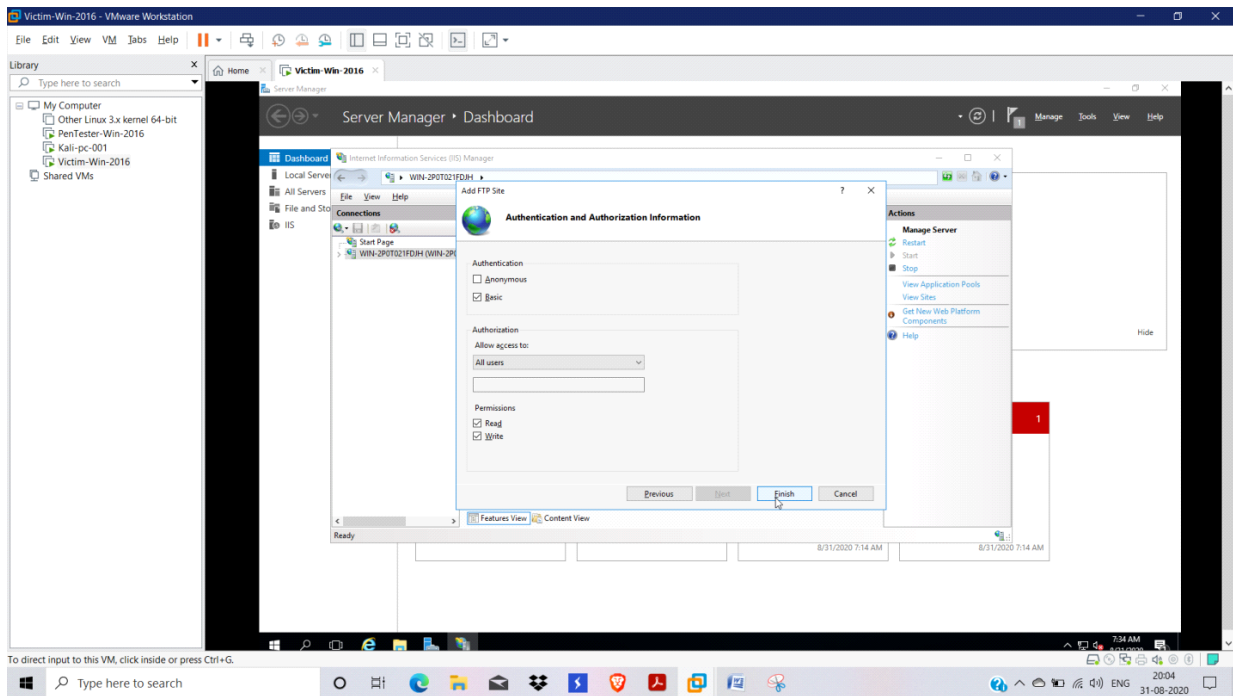 Victim-Win-2016 - VMware Workstation
File Edit View VM Tabs Help
Library
Type here to search
My Computer
Other Linux 3.x kernel 64-bit
PenTester-Win-2016
Kali-pc-001
Victim-Win-2016
Shared VMs
Home
Victim-Win-2016
Server Manager
Server Manager Dashboard
1
Manage Tools View Help
Dashboard
Local Server
All Servers
File and Sto
IIS
Internet Information Services (IIS) Manager
WIN-2P0T021FDJH
File View Help
Connections
Start Page
WIN-2P0T021FDJH (WIN-2P0
Add FTP Site
?
Authentication and Authorization Information
Authentication
Anonymous
Basic
Authorization
Allow access to:
All users
Permissions
Read
Write
Previous Next Finish Cancel
Features View Content View
Ready
Actions
Manage Server
Restart
Start
Stop
View Application Pools
View Sites
Get New Web Platform
Components
Help
Hide
1
8/31/2020 7:14 AM
8/31/2020 7:14 AM
7:34 AM
To direct input to this VM, click inside or press Ctrl+G.
Type here to search
ENG
20:04
31-08-2020